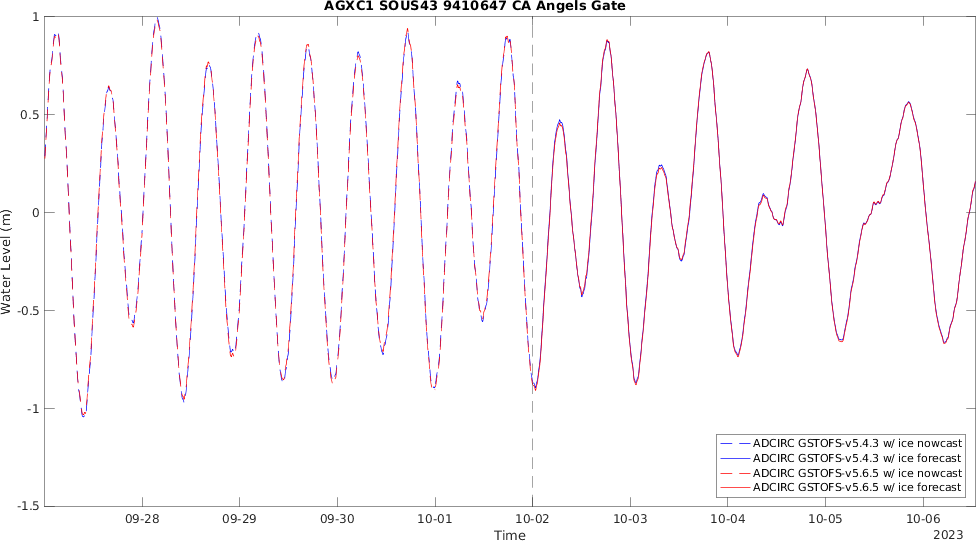 AGXC1 SOUS43 9410647 CA Angels Gate
1
0.5
0
-0.5
-1
-1.5
Water Level (m)
ADCIRC GSTOFS-v5.4.3 w/ ice nowcast
ADCIRC GSTOFS-v5.4.3 w/ ice forecast
ADCIRC GSTOFS-v5.6.5 w/ ice nowcast
ADCIRC GSTOFS-v5.6.5 w/ ice forecast
09-28 09-29 09-30 10-01 10-02 10-03 10-04 10-05 10-06
Time
2023